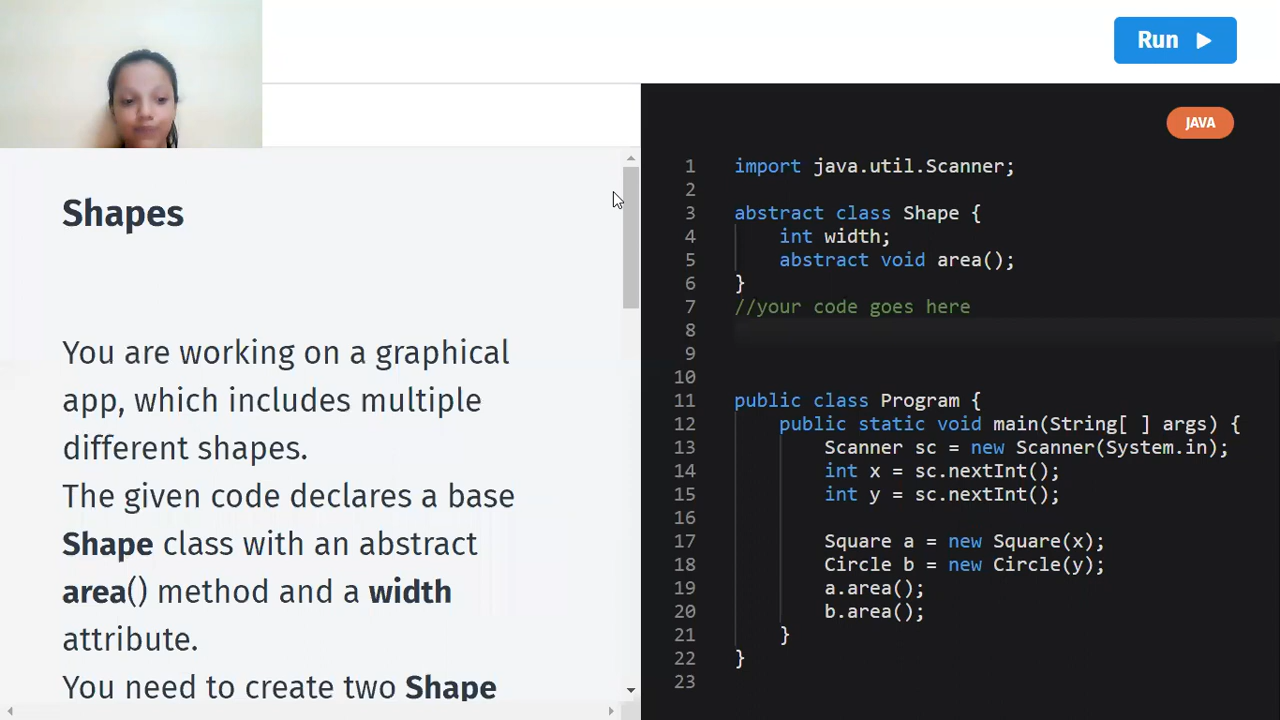 Run
Shapes
You are working on a graphical
app, which includes multiple
different shapes.
The given code declares a base
Shape class with an abstract
area() method and a width
attribute.
You need to create two Shape
JAVA
1 import java.util.Scanner;
2
3 abstract class Shape {
4 int width;
5 abstract void area();
6 }
7 //your code goes here
8
9
10
11 public class Program {
12 public static void main(String[ ] args) {
13 Scanner sc = new Scanner(System.in);
14 int x = sc.nextInt();
15 int y = sc.nextInt();
16
17 Square a = new Square(x);
18 Circle b = new Circle(y);
19 a.area();
20 b.area();
21 }
22 }
23